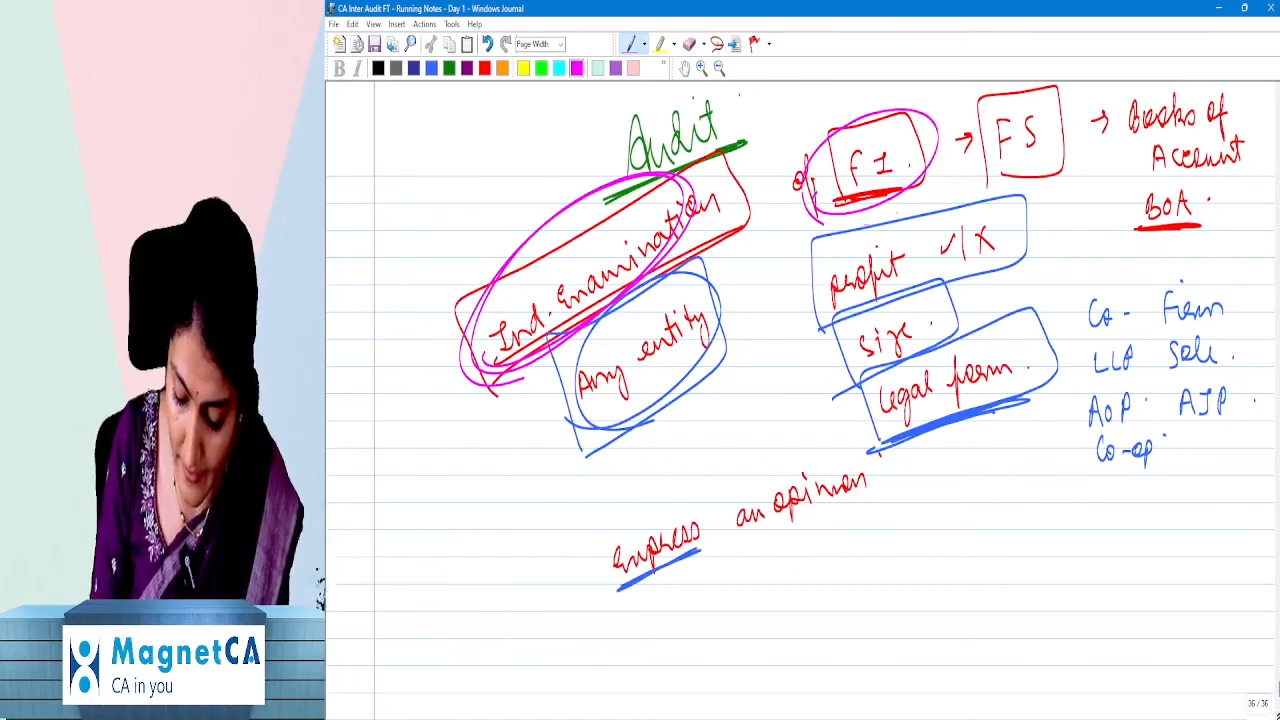 CA Inter Audit FT - Running Notes - Day 1 - Windows Journal
File Edit View Insert Actions Tools Help
Page Width
B I
Audit
Ind. Examination
of FI. → FS → Books of
Account
BOA.
Any entity
profit ✓/X
size.
legal form.
Co - Firm
LLP Sole.
AOP. AJP.
Co-op
express an opinion
MagnetCA
CA in you
36 / 36